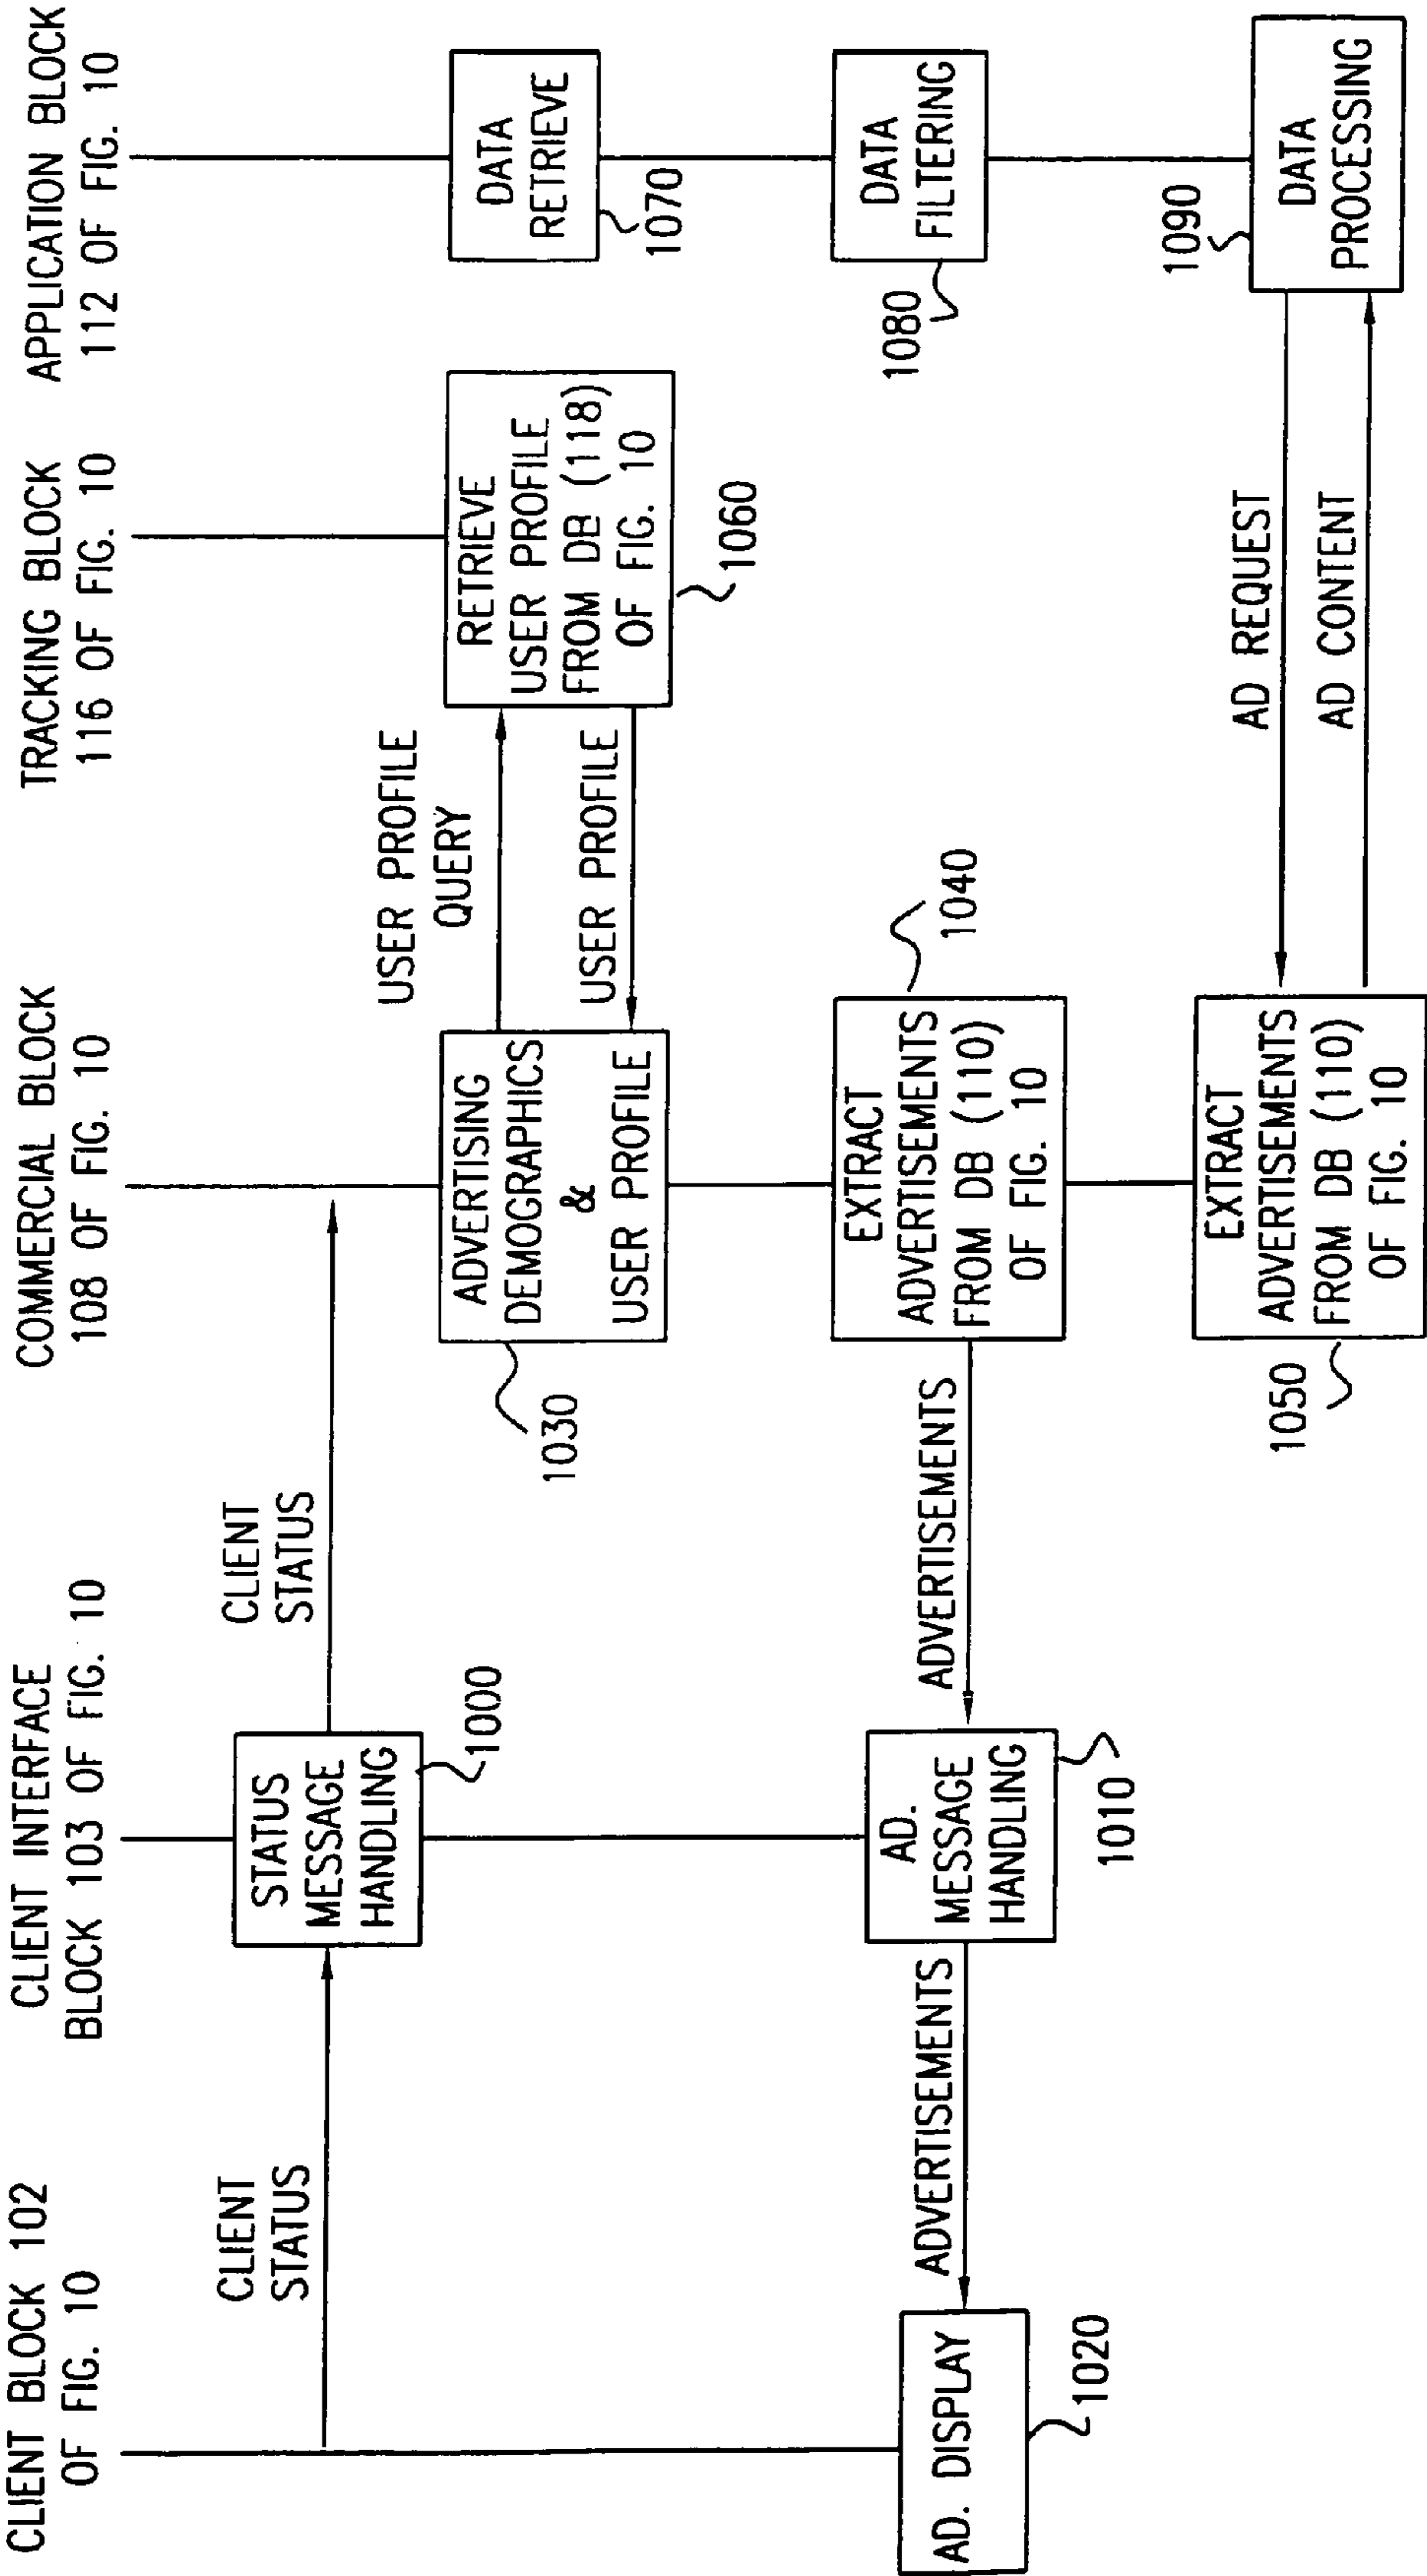 CLIENT BLOCK 102
OF FIG. 10
CLIENT INTERFACE
BLOCK 103 OF FIG. 10
COMMERCIAL BLOCK
108 OF FIG. 10
TRACKING BLOCK
116 OF FIG. 10
APPLICATION BLOCK
112 OF FIG. 10
CLIENT
STATUS
STATUS
MESSAGE
HANDLING
1000
CLIENT
STATUS
ADVERTISING
DEMOGRAPHICS
&
USER PROFILE
1030
USER PROFILE
QUERY
USER PROFILE
RETRIEVE
USER PROFILE
FROM DB (118)
OF FIG. 10
1060
DATA
RETRIEVE
1070
AD. DISPLAY
1020
ADVERTISEMENTS
AD.
MESSAGE
HANDLING
1010
ADVERTISEMENTS
EXTRACT
ADVERTISEMENTS
FROM DB (110)
OF FIG. 10
1040
DATA
FILTERING
1080
EXTRACT
ADVERTISEMENTS
FROM DB (110)
OF FIG. 10
1050
AD REQUEST
AD CONTENT
DATA
PROCESSING
1090